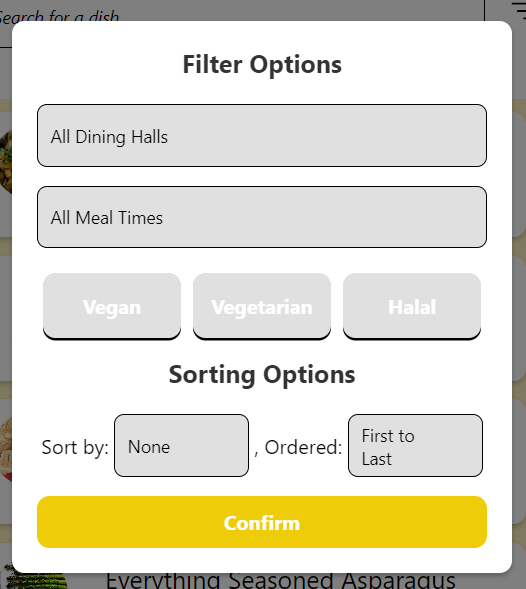 Search for a dish
Filter Options
All Dining Halls
All Meal Times
Vegan Vegetarian Halal
Sorting Options
Sort by: None , Ordered: First to
Last
Confirm
Everything Seasoned Asparagus